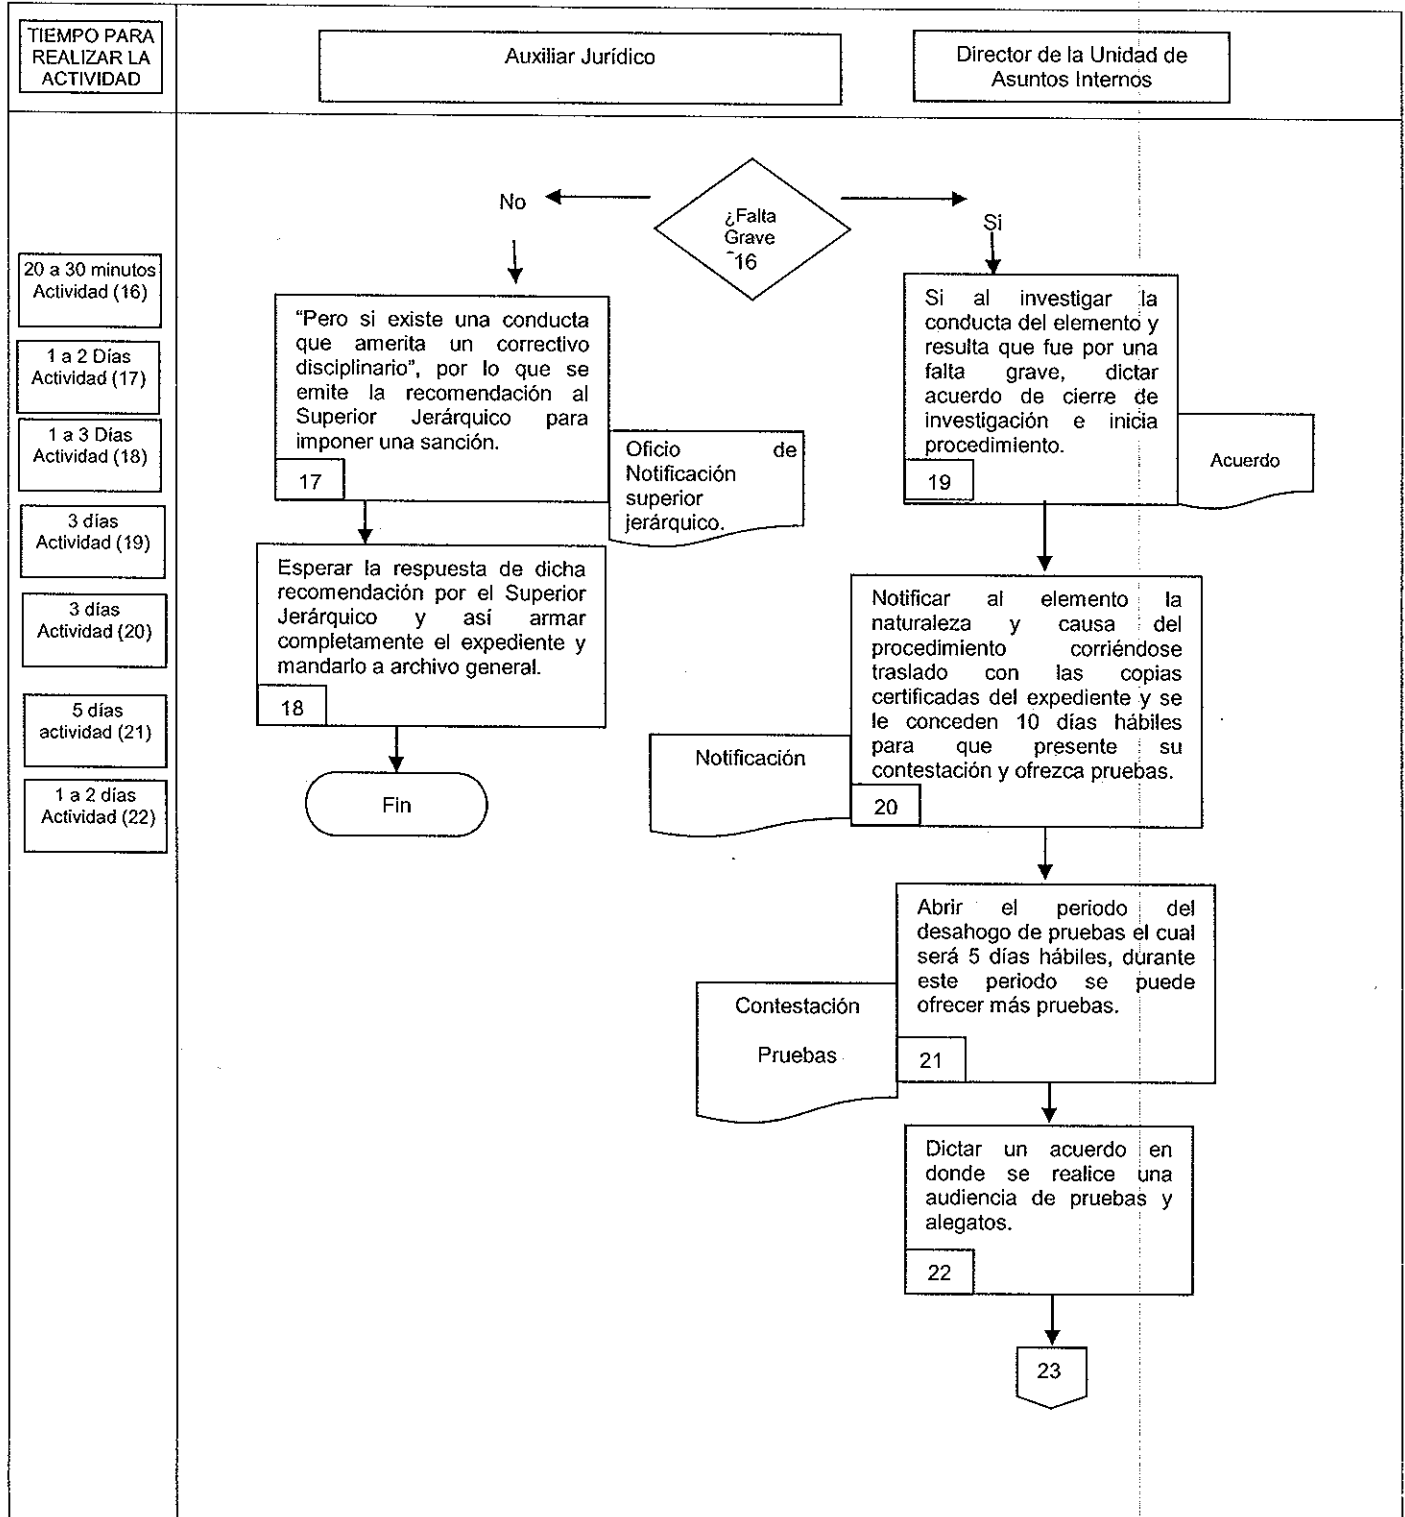 TIEMPO PARA
REALIZAR LA
ACTIVIDAD
Auxiliar Jurídico
Director de la Unidad de
Asuntos Internos
¿Falta
Grave
16
No
Si
20 a 30 minutos
Actividad (16)
1 a 2 Días
Actividad (17)
1 a 3 Días
Actividad (18)
3 días
Actividad (19)
3 días
Actividad (20)
5 días
actividad (21)
1 a 2 días
Actividad (22)
“Pero si existe una conducta
que amerita un correctivo
disciplinario”, por lo que se
emite la recomendación al
Superior Jerárquico para
imponer una sanción.
17
Oficio de
Notificación
superior
jerárquico.
Esperar la respuesta de dicha
recomendación por el Superior
Jerárquico y así armar
completamente el expediente y
mandarlo a archivo general.
18
Fin
Si al investigar la
conducta del elemento y
resulta que fue por una
falta grave, dictar
acuerdo de cierre de
investigación e inicia
procedimiento.
19
Acuerdo
Notificar al elemento la
naturaleza y causa del
procedimiento corriéndose
traslado con las copias
certificadas del expediente y se
le conceden 10 días hábiles
para que presente su
contestación y ofrezca pruebas.
20
Notificación
Abrir el periodo del
desahogo de pruebas el cual
será 5 días hábiles, durante
este periodo se puede
ofrecer más pruebas.
21
Contestación
Pruebas
Dictar un acuerdo en
donde se realice una
audiencia de pruebas y
alegatos.
22
23